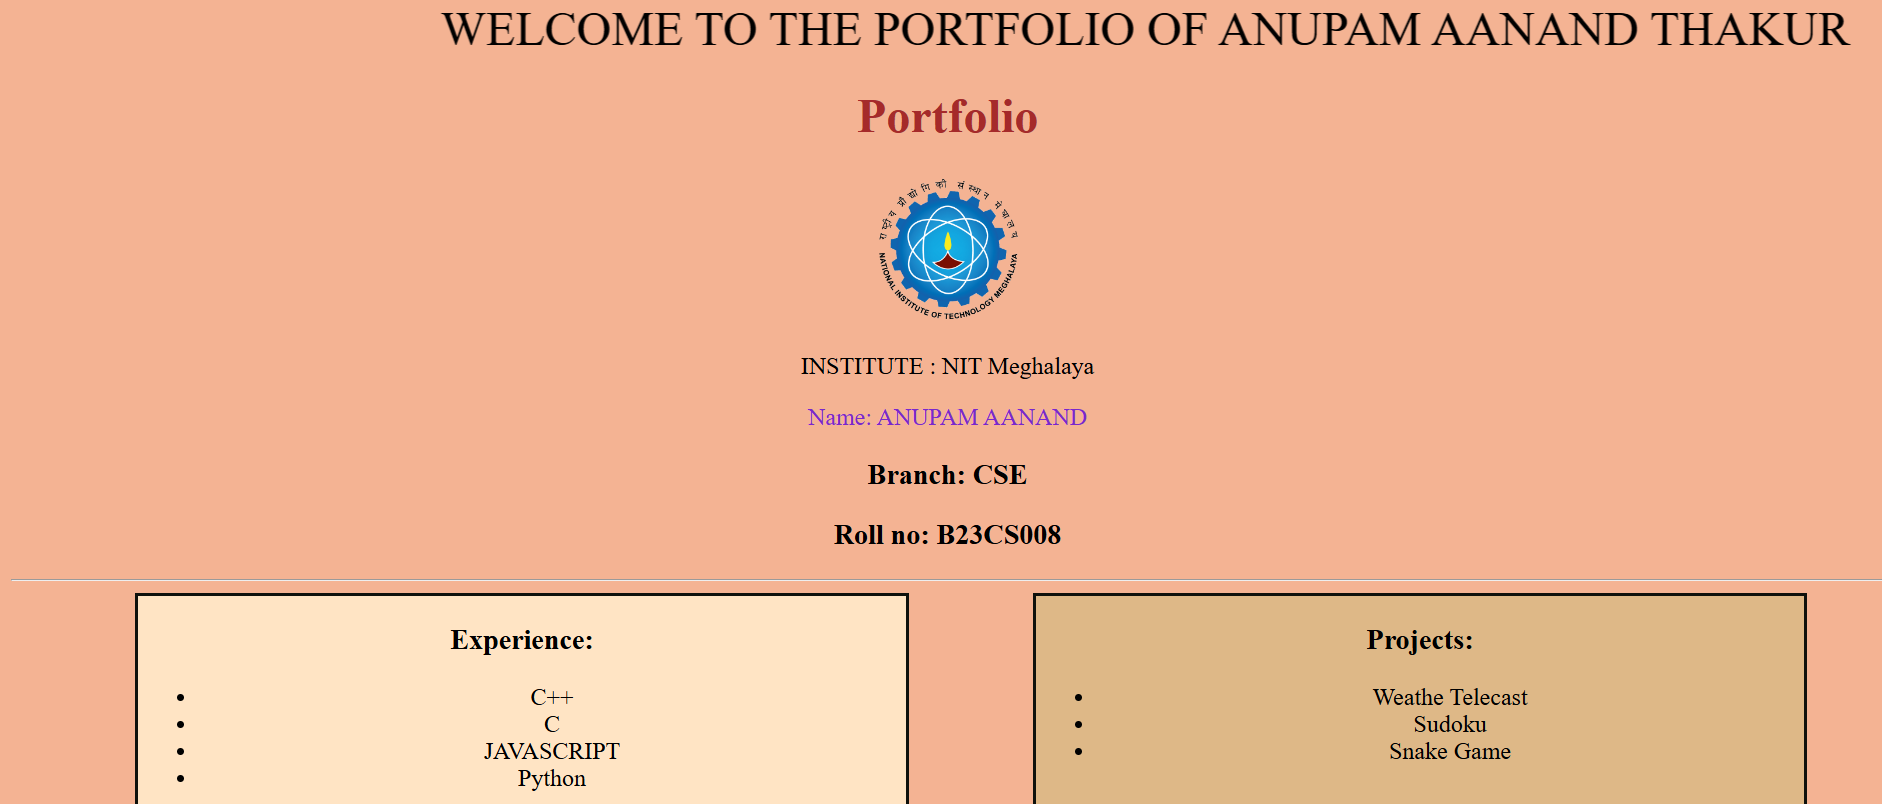 WELCOME TO THE PORTFOLIO OF ANUPAM AANAND THAKUR
Portfolio
राष्ट्रीय प्रौद्योगिकी संस्थान मेघालय
NATIONAL INSTITUTE OF TECHNOLOGY MEGHALAYA
INSTITUTE : NIT Meghalaya
Name: ANUPAM AANAND
Branch: CSE
Roll no: B23CS008
Experience:
C++
C
JAVASCRIPT
Python
Projects:
Weathe Telecast
Sudoku
Snake Game